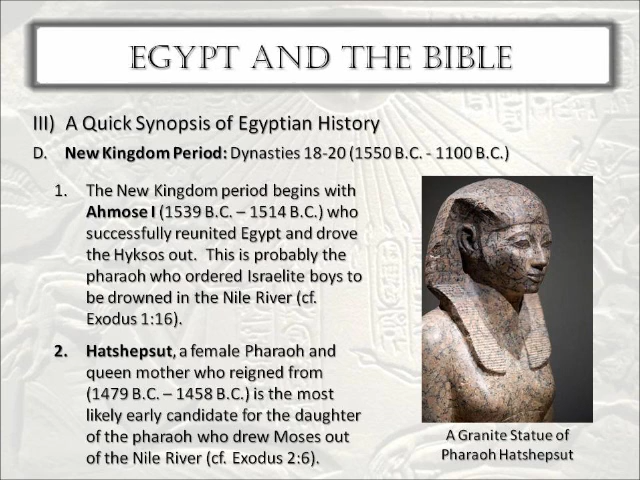 EGYPT AND THE BIBLE
III) A Quick Synopsis of Egyptian History
D. New Kingdom Period: Dynasties 18-20 (1550 B.C. - 1100 B.C.)
1. The New Kingdom period begins with
Ahmose I (1539 B.C. – 1514 B.C.) who
successfully reunited Egypt and drove
the Hyksos out. This is probably the
pharaoh who ordered Israelite boys to
be drowned in the Nile River (cf.
Exodus 1:16).
2. Hatshepsut, a female Pharaoh and
queen mother who reigned from
(1479 B.C. – 1458 B.C.) is the most
likely early candidate for the daughter
of the pharaoh who drew Moses out
of the Nile River (cf. Exodus 2:6).
A Granite Statue of
Pharaoh Hatshepsut